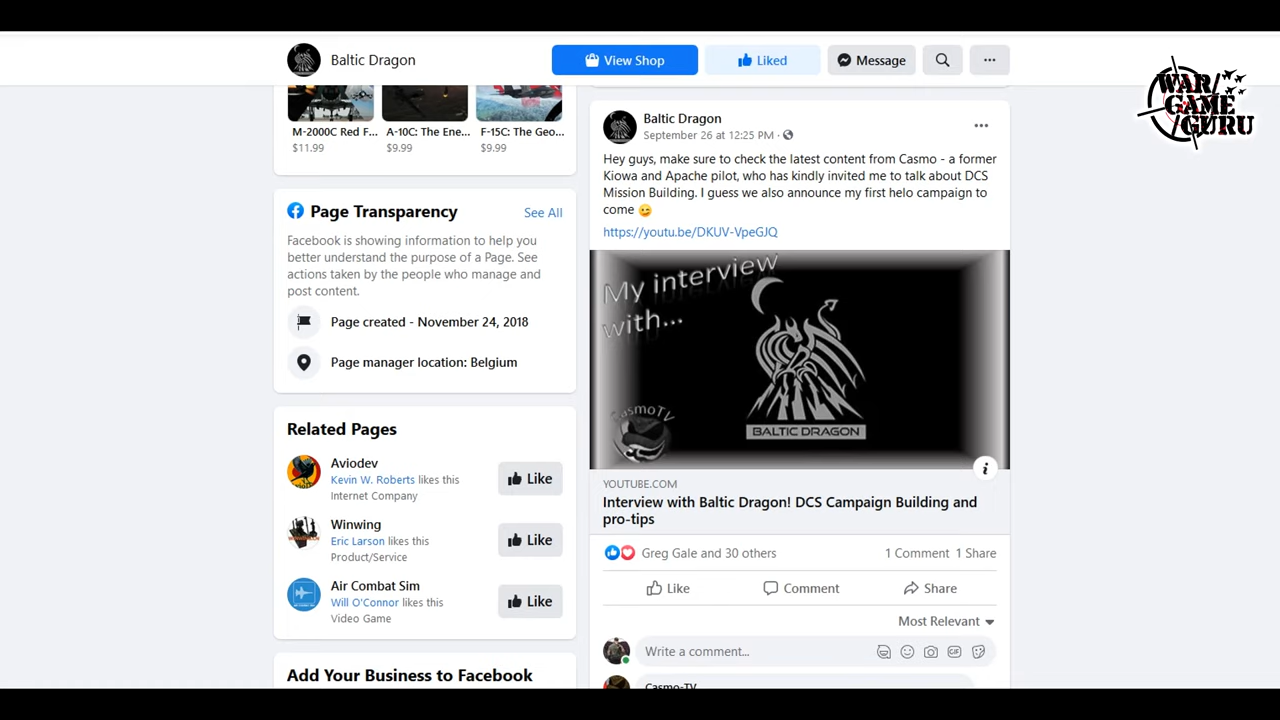 Baltic Dragon
View Shop
Liked
Message
WAR
GAME
GURU
M-2000C Red F...
$11.99
A-10C: The Ene...
$9.99
F-15C: The Geo...
$9.99
Page Transparency
See All
Facebook is showing information to help you
better understand the purpose of a Page. See
actions taken by the people who manage and
post content.
Page created - November 24, 2018
Page manager location: Belgium
Related Pages
Aviodev
Kevin W. Roberts likes this
Internet Company
Like
Winwing
Eric Larson likes this
Product/Service
Like
Air Combat Sim
Will O'Connor likes this
Video Game
Like
Add Your Business to Facebook
Baltic Dragon
September 26 at 12:25 PM ·
Hey guys, make sure to check the latest content from Casmo - a former
Kiowa and Apache pilot, who has kindly invited me to talk about DCS
Mission Building. I guess we also announce my first helo campaign to
come
https://youtu.be/DKUV-VpeGJQ
My interview
with...
CasmoTV
BALTIC DRAGON
YOUTUBE.COM
Interview with Baltic Dragon! DCS Campaign Building and
pro-tips
Greg Gale and 30 others
1 Comment 1 Share
Like
Comment
Share
Most Relevant
Write a comment...
GIF
Casmo-TV